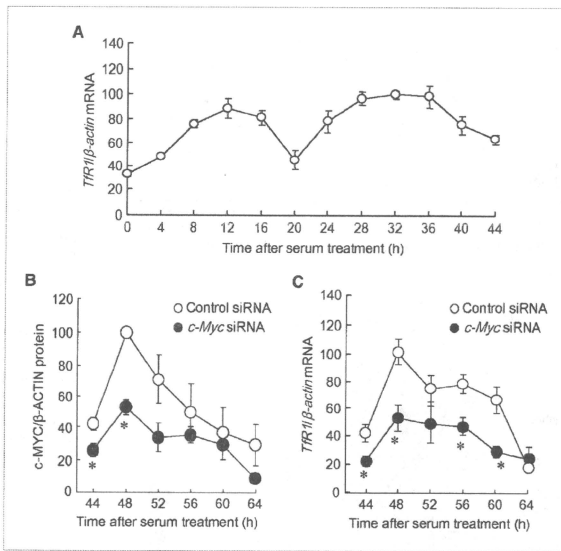 A
TfR1/β-actin mRNA
140
120
100
80
60
40
20
0
0 4 8 12 16 20 24 28 32 36 40 44
Time after serum treatment (h)
B
c-MYC/β-ACTIN protein
120
100
80
60
40
20
0
Control siRNA
c-Myc siRNA
*
*
44 48 52 56 60 64
Time after serum treatment (h)
C
TfR1/β-actin mRNA
140
120
100
80
60
40
20
0
Control siRNA
c-Myc siRNA
*
*
*
*
44 48 52 56 60 64
Time after serum treatment (h)